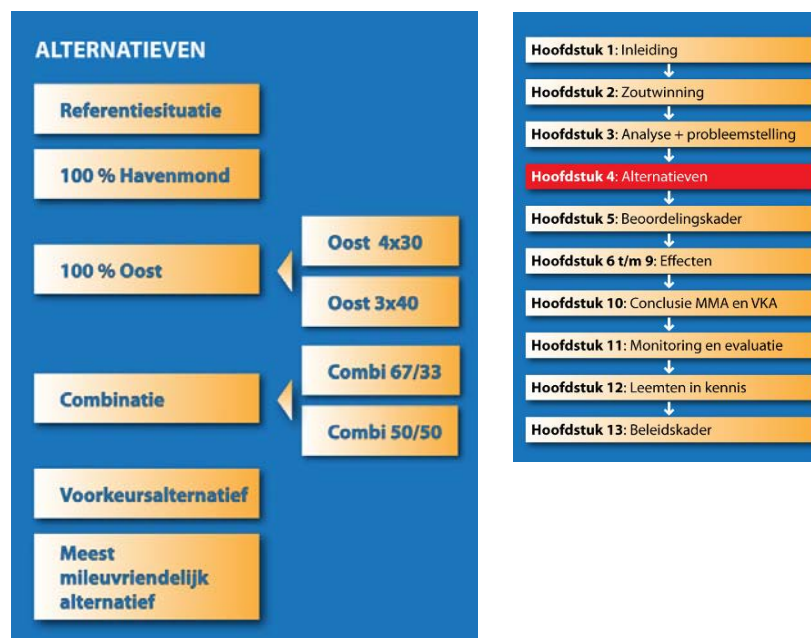 ALTERNATIEVEN
Referentiesituatie
100 % Havenmond
100 % Oost
Oost 4x30
Oost 3x40
Combinatie
Combi 67/33
Combi 50/50
Voorkeursalternatief
Meest
mileuvriendelijk
alternatief
Hoofdstuk 1: Inleiding
Hoofdstuk 2: Zoutwinning
Hoofdstuk 3: Analyse + probleemstelling
Hoofdstuk 4: Alternatieven
Hoofdstuk 5: Beoordelingskader
Hoofdstuk 6 t/m 9: Effecten
Hoofdstuk 10: Conclusie MMA en VKA
Hoofdstuk 11: Monitoring en evaluatie
Hoofdstuk 12: Leemten in kennis
Hoofdstuk 13: Beleidskader